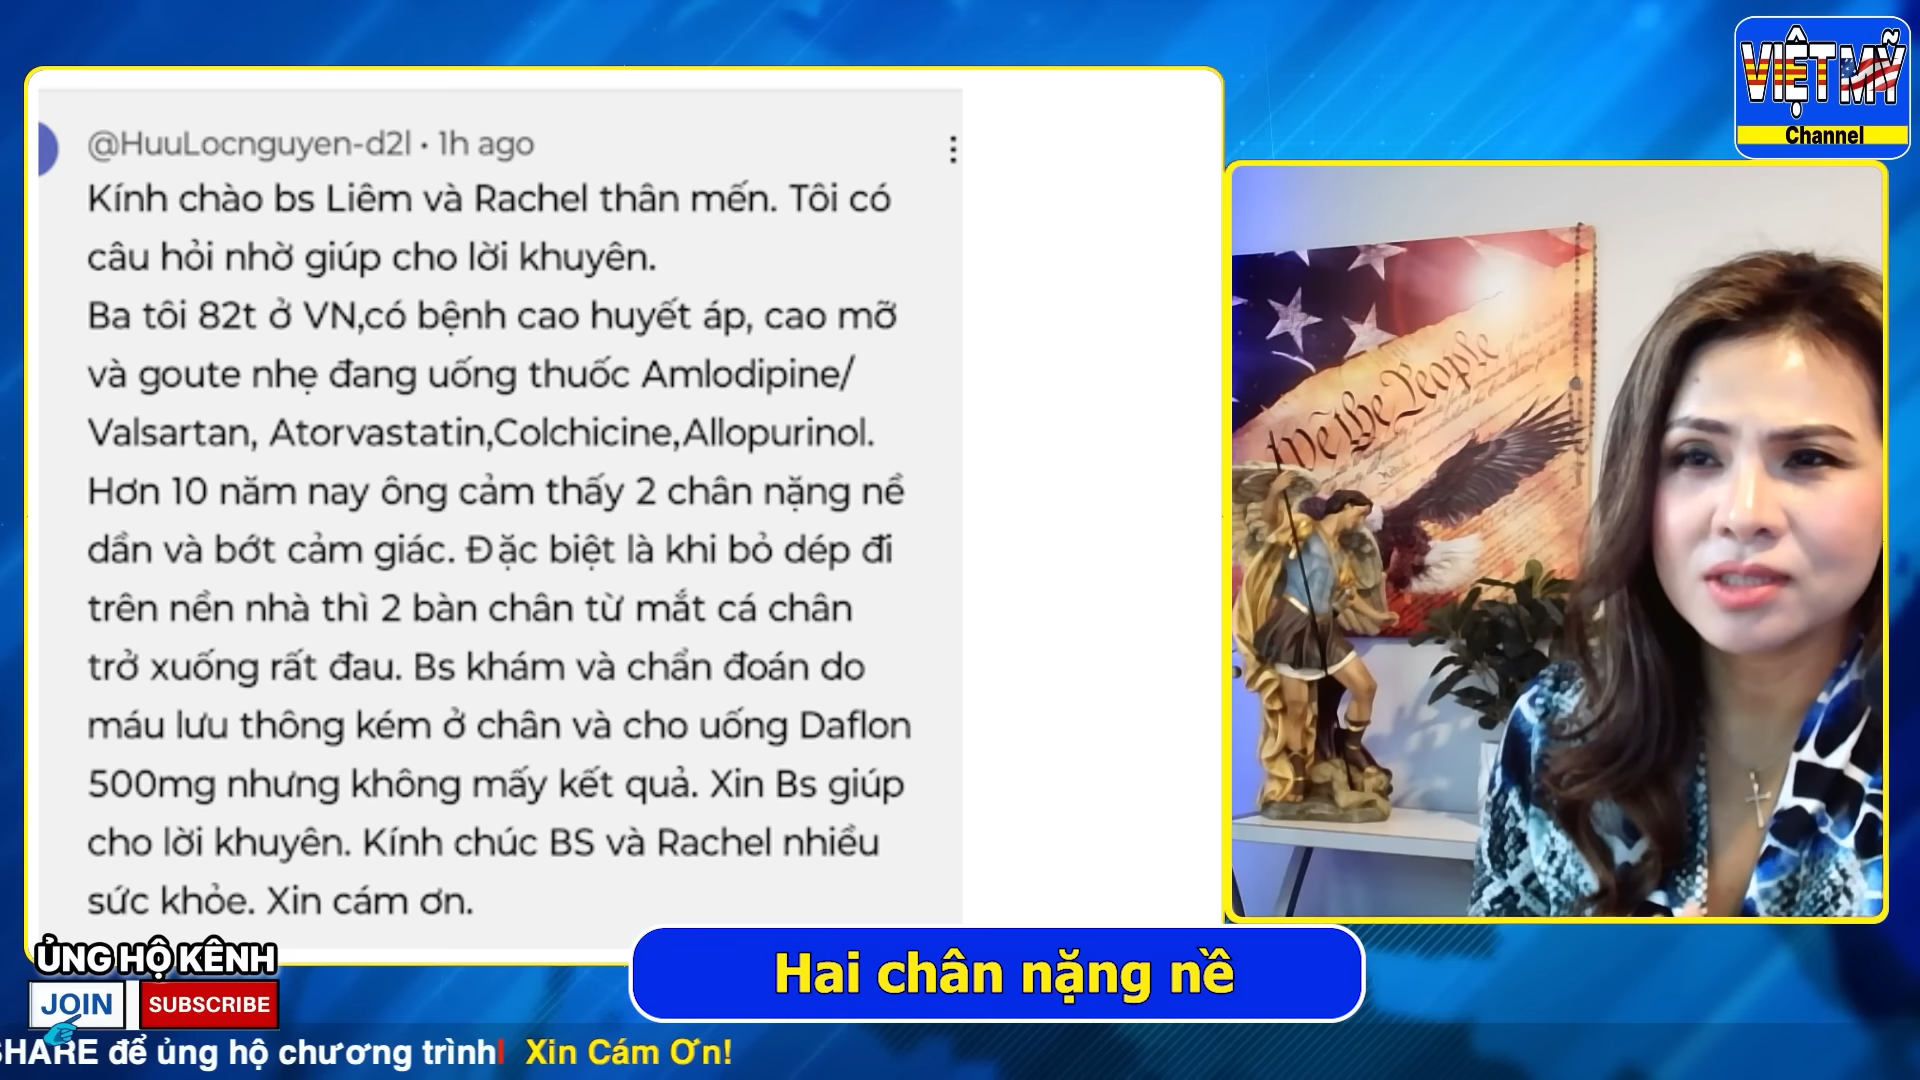 VIỆT MỸ
Channel
@HuuLocnguyen-d2l • 1h ago
Kính chào bs Liêm và Rachel thân mến. Tôi có
câu hỏi nhờ giúp cho lời khuyên.
Ba tôi 82t ở VN,có bệnh cao huyết áp, cao mỡ
và goute nhẹ đang uống thuốc Amlodipine/
Valsartan, Atorvastatin,Colchicine,Allopurinol.
Hơn 10 năm nay ông cảm thấy 2 chân nặng nề
dần và bớt cảm giác. Đặc biệt là khi bỏ dép đi
trên nền nhà thì 2 bàn chân từ mắt cá chân
trở xuống rất đau. Bs khám và chẩn đoán do
máu lưu thông kém ở chân và cho uống Daflon
500mg nhưng không mấy kết quả. Xin Bs giúp
cho lời khuyên. Kính chúc BS và Rachel nhiều
sức khỏe. Xin cám ơn.
We the People
ỦNG HỘ KÊNH
JOIN
SUBSCRIBE
Hai chân nặng nề
SHARE để ủng hộ chương trình! Xin Cám Ơn!